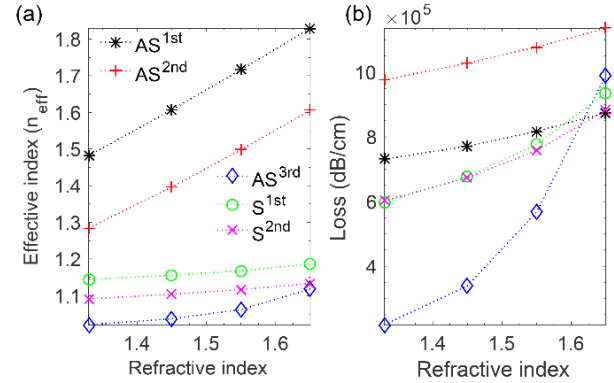 (a)
AS1st
AS2nd
AS3rd
S1st
S2nd
Effective index (neff)
1.8
1.7
1.6
1.5
1.4
1.3
1.2
1.1
1.4 1.5 1.6
Refractive index
(b)
×10^5
Loss (dB/cm)
10
8
6
4
1.4 1.5 1.6
Refractive index